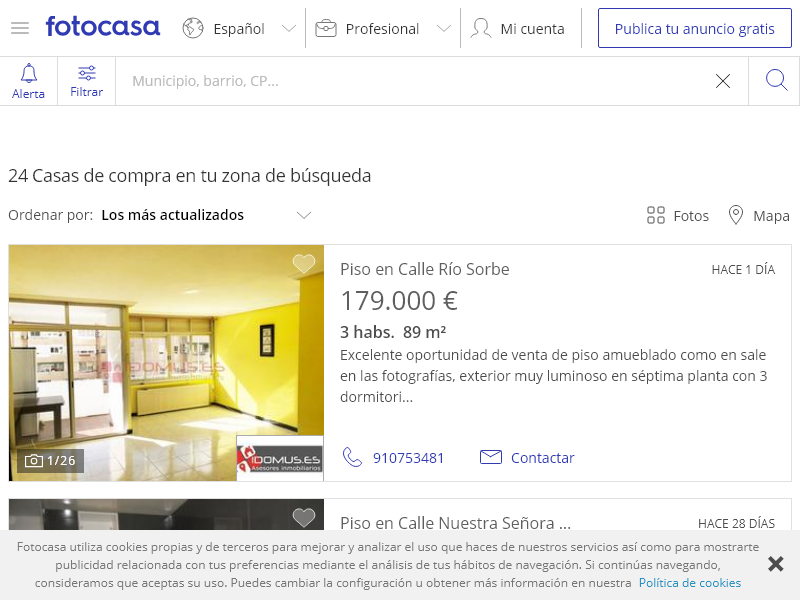 fotocasa
Español
Profesional
Mi cuenta
Publica tu anuncio gratis
Alerta
Filtrar
Municipio, barrio, CP...
24 Casas de compra en tu zona de búsqueda
Ordenar por: Los más actualizados
Fotos
Mapa
Piso en Calle Río Sorbe
HACE 1 DÍA
179.000 €
3 habs. 89 m²
Excelente oportunidad de venta de piso amueblado como en sale
en las fotografías, exterior muy luminoso en séptima planta con 3
dormitori...
IDOMUS.ES
IDOMUS.ES
Asesores inmobiliarios
1/26
910753481
Contactar
Piso en Calle Nuestra Señora ...
HACE 28 DÍAS
Fotocasa utiliza cookies propias y de terceros para mejorar y analizar el uso que haces de nuestros servicios así como para mostrarte
publicidad relacionada con tus preferencias mediante el análisis de tus hábitos de navegación. Si continúas navegando,
consideramos que aceptas su uso. Puedes cambiar la configuración u obtener más información en nuestra Política de cookies